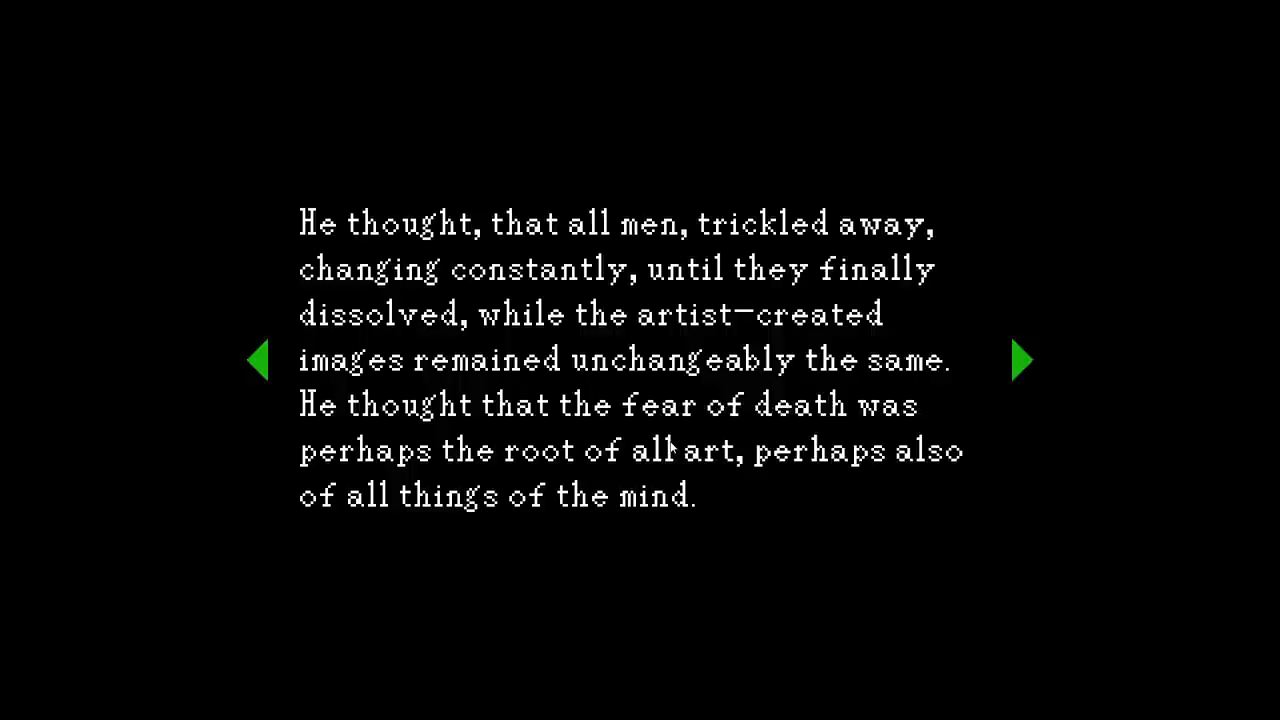 He thought, that all men, trickled away,
changing constantly, until they finally
dissolved, while the artist-created
images remained unchangeably the same.
He thought that the fear of death was
perhaps the root of all art, perhaps also
of all things of the mind.